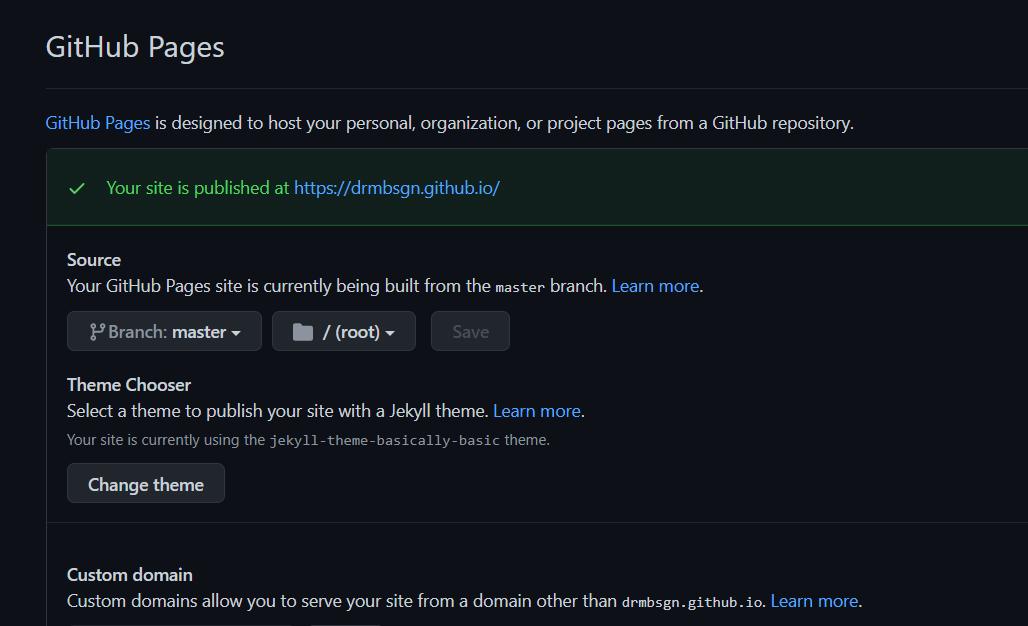 GitHub Pages
GitHub Pages is designed to host your personal, organization, or project pages from a GitHub repository.
Your site is published at https://drmbsgn.github.io/
Source
Your GitHub Pages site is currently being built from the master branch. Learn more.
Branch: master / (root) Save
Theme Chooser
Select a theme to publish your site with a Jekyll theme. Learn more.
Your site is currently using the jekyll-theme-basically-basic theme.
Change theme
Custom domain
Custom domains allow you to serve your site from a domain other than drmbsgn.github.io. Learn more.